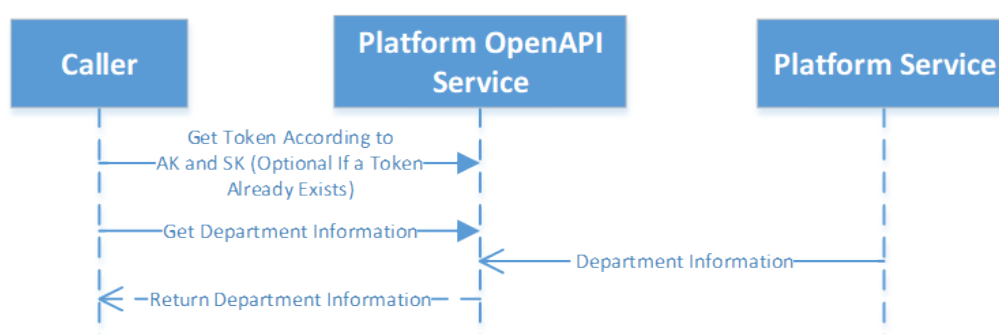 Caller
Platform OpenAPI
Service
Platform Service
Get Token According to
AK and SK (Optional If a Token
Already Exists)
Get Department Information
Department Information
Return Department Information